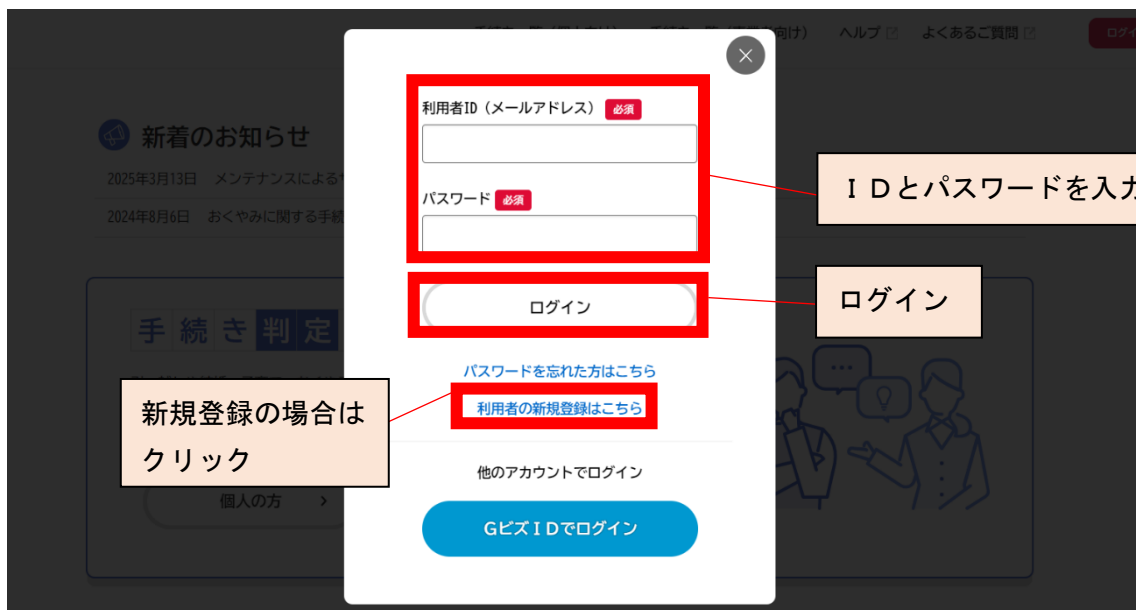 向け） ヘルプ よくあるご質問
利用者ID（メールアドレス） 必須
新着のお知らせ
2025年3月13日 メンテナンスによる
ＩＤとパスワードを入力
パスワード 必須
2024年8月6日 おくやみに関する手続
ログイン
ログイン
手続き判定
パスワードを忘れた方はこちら
新規登録の場合は
クリック
利用者の新規登録はこちら
他のアカウントでログイン
個人の方
GビズＩＤでログイン